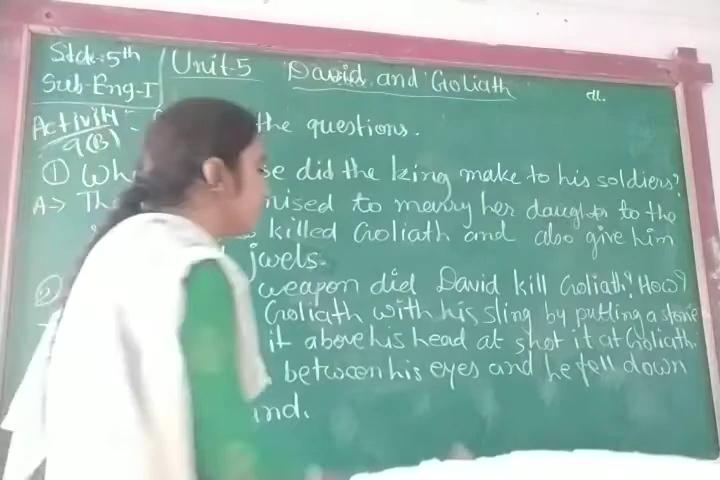 Std:-5th
Sub-Eng-I
Unit-5 David and Goliath
dt.
Activity-
9(B)
the questions.
① Wh se did the king make to his soldiers?
A-> Th mised to marry her daughter to the
killed Goliath and also give him
jwels.
② weapon did David kill Goliath? How?
Goliath with his sling by putting a stone
it above his head at shot it at Goliath.
between his eyes and he fell down
ind.